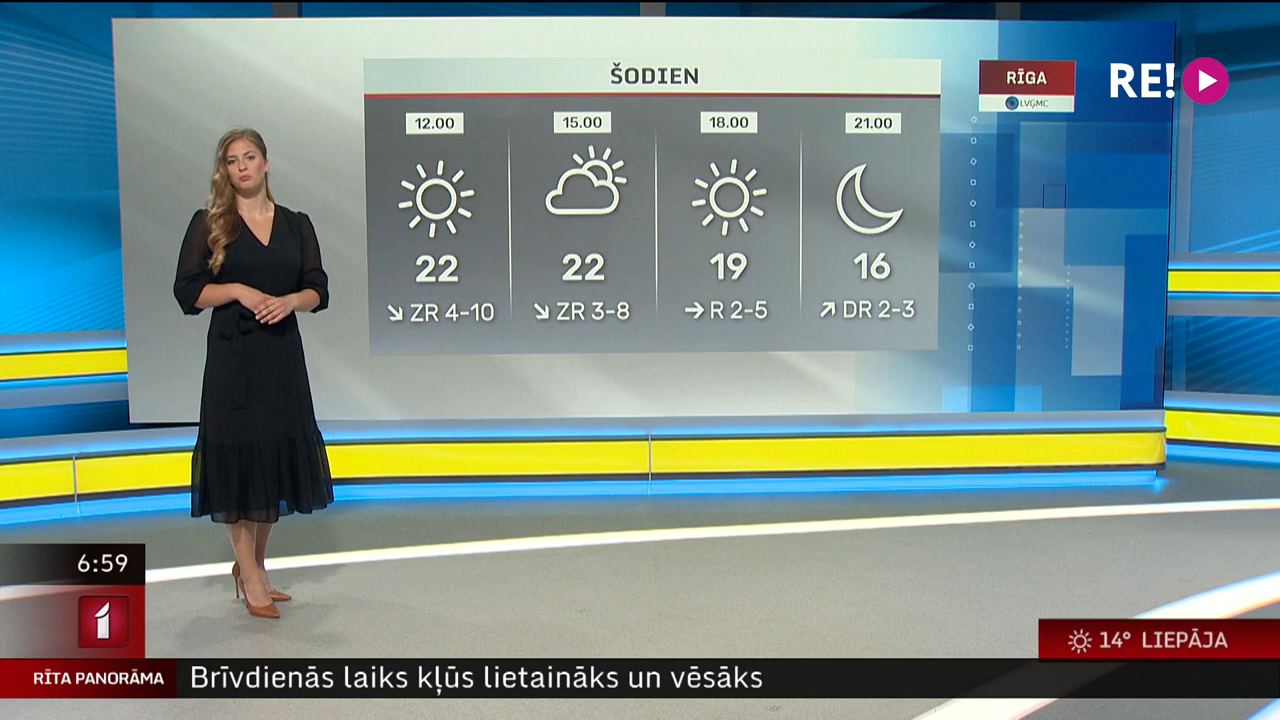 ŠODIEN
RĪGA
LVĢMC
RE!
12.00
15.00
18.00
21.00
22
22
19
16
ZR 4-10
ZR 3-8
R 2-5
DR 2-3
6:59
1
14° LIEPĀJA
RĪTA PANORĀMA
Brīvdienās laiks kļūs lietaināks un vēsāks